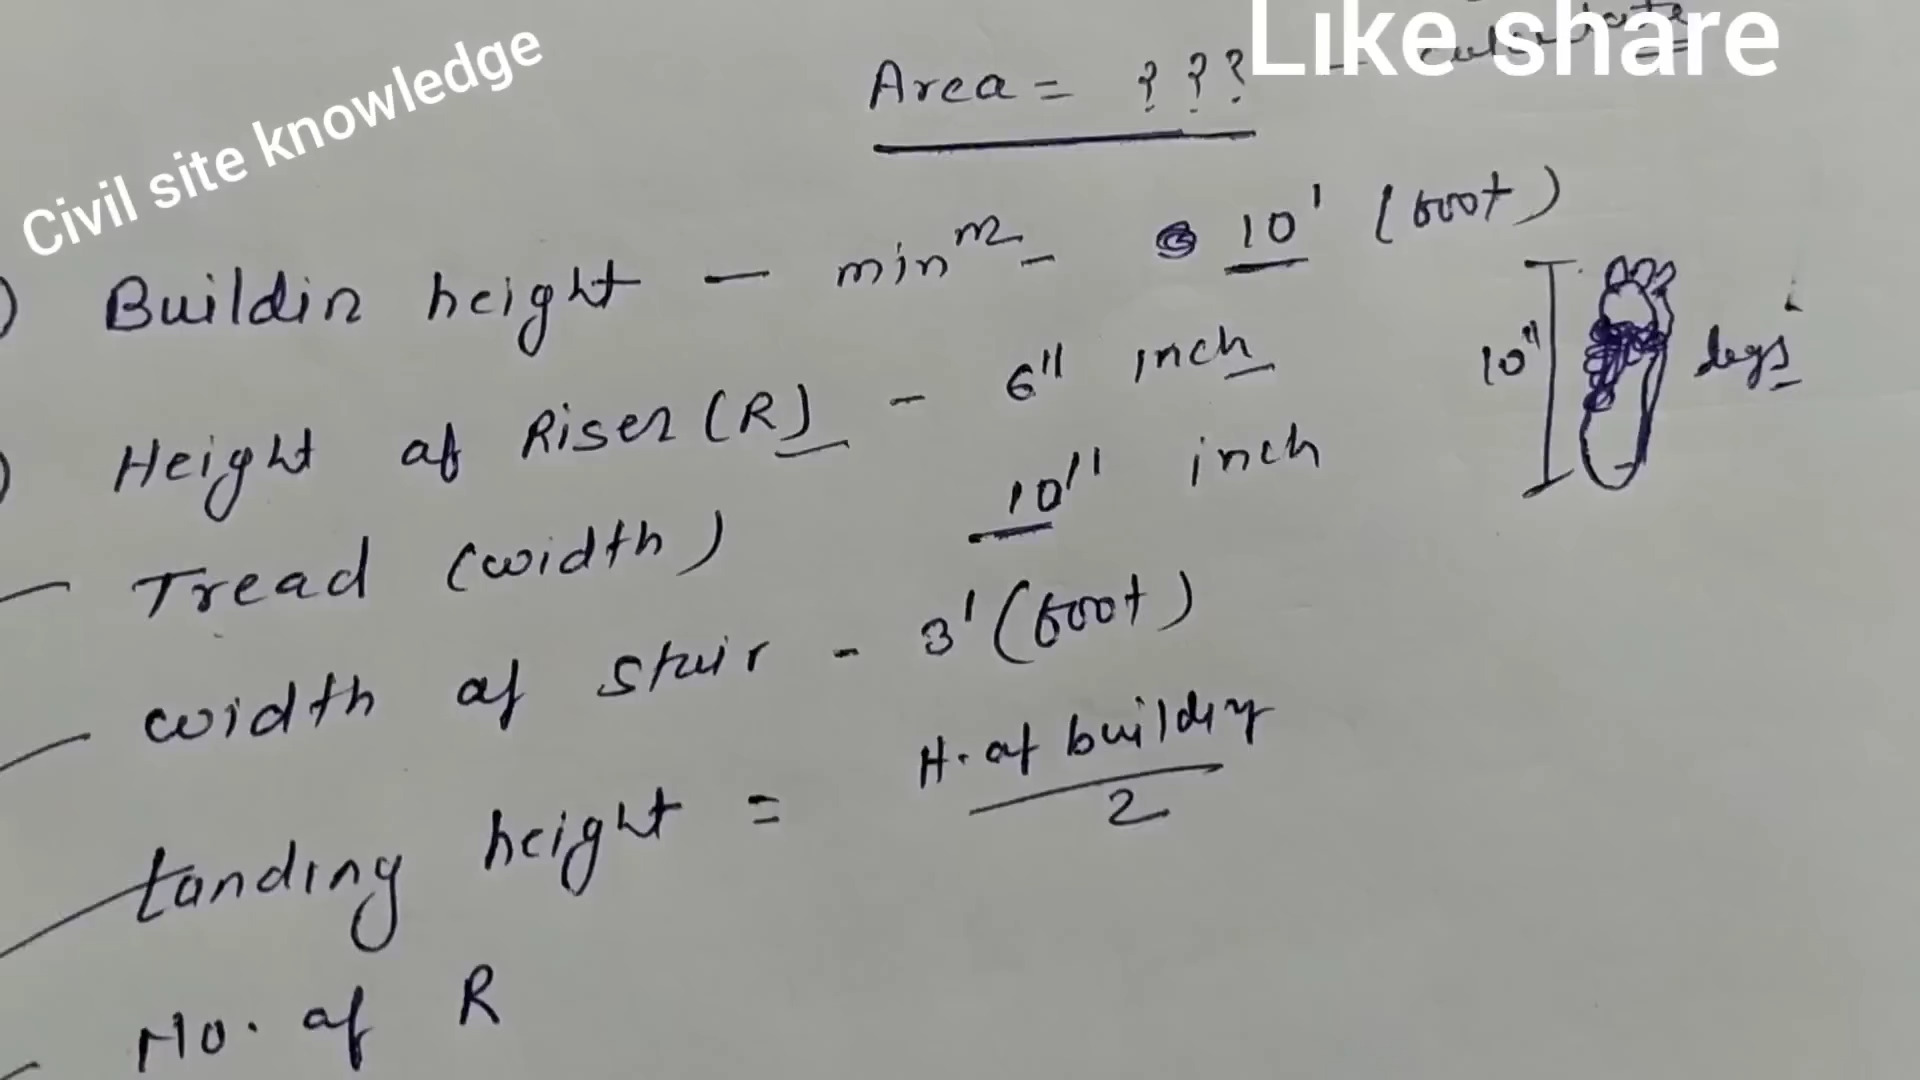 Like share
Civil site knowledge
Area = ???
Buildin height - min^m - 10' (foot)
Height of Riser (R) - 6" inch
10" legs
Tread (width) 10" inch
width of stair - 3' (foot)
Landing height = H. of building / 2
No. of R